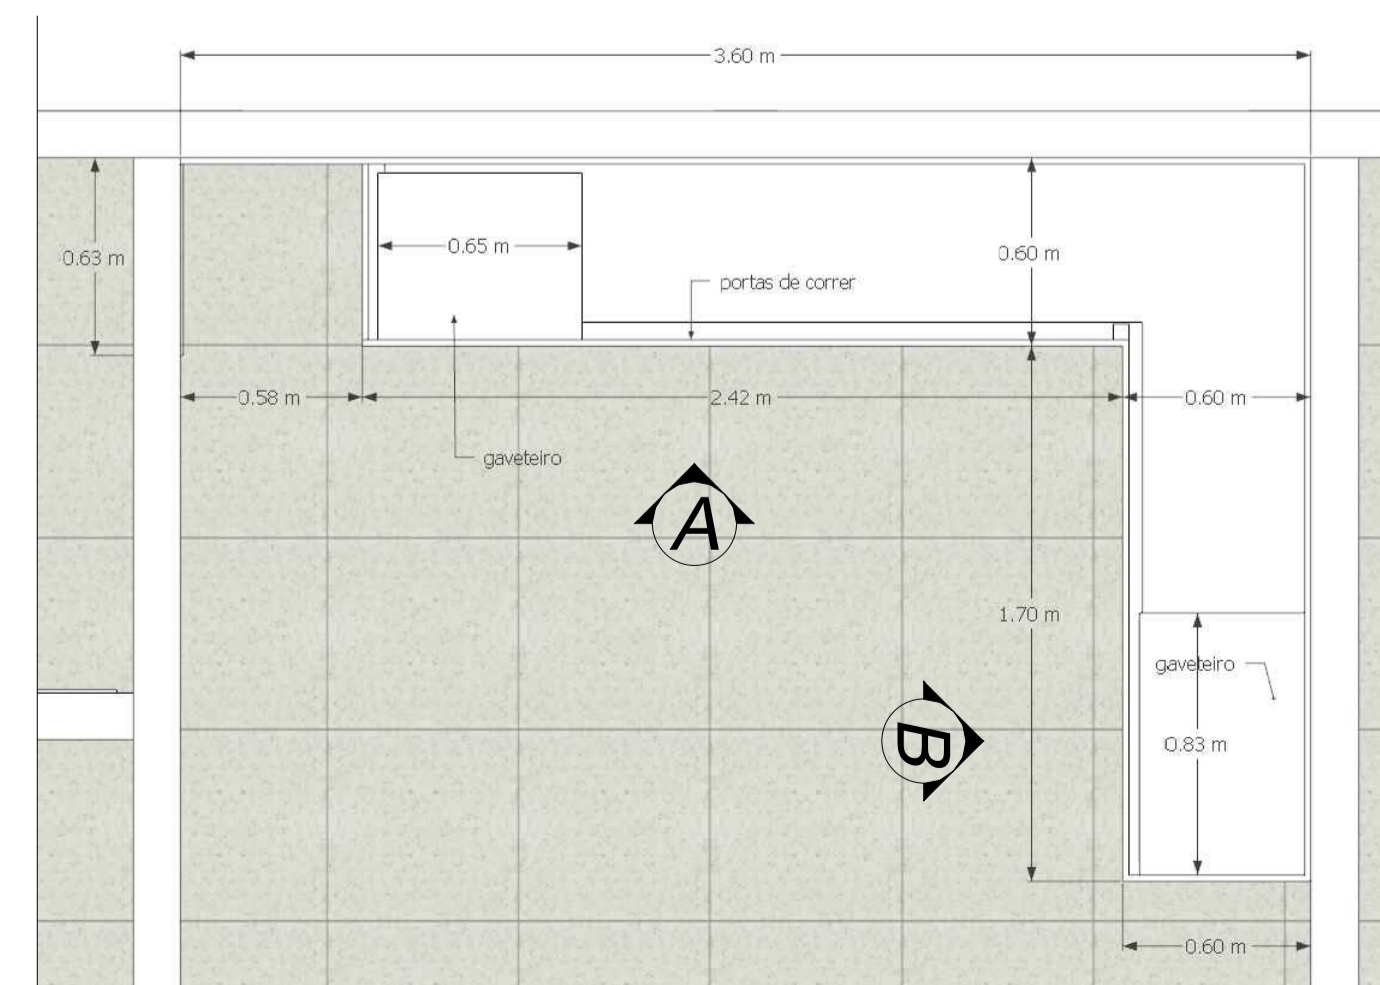 3.60 m
0.63 m
0.65 m
0.60 m
portas de correr
0.58 m
2.42 m
0.60 m
gaveteiro
A
1.70 m
gaveteiro
B
0.83 m
0.60 m